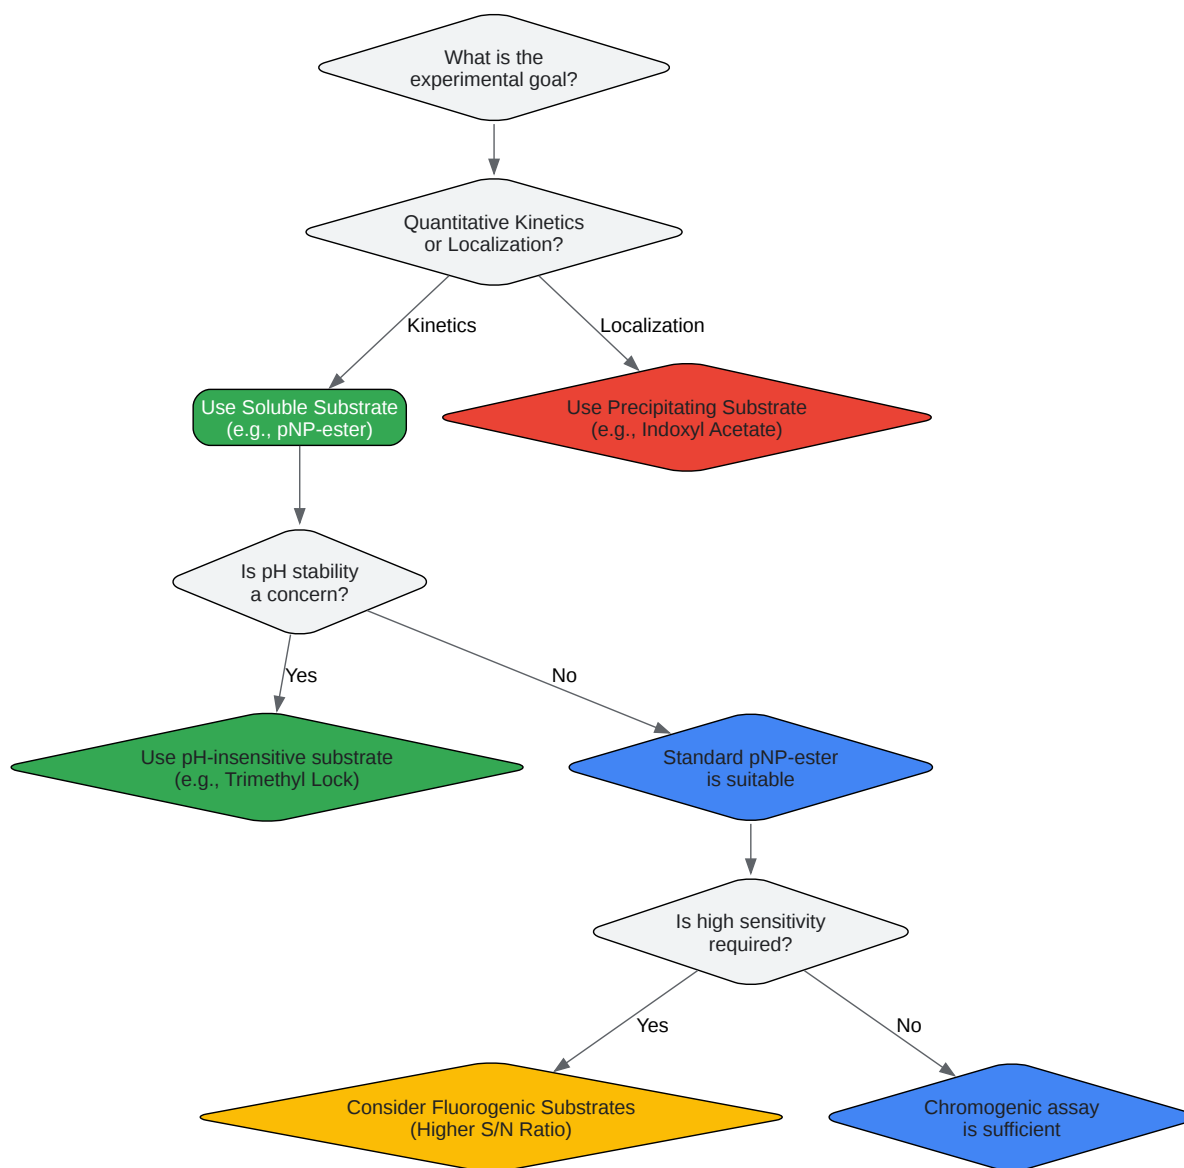 What is the
experimental goal?
Quantitative Kinetics
or Localization?
Kinetics
Localization
Use Soluble Substrate
(e.g., pNP-ester)
Use Precipitating Substrate
(e.g., Indoxyl Acetate)
Is pH stability
a concern?
Yes
No
Use pH-insensitive substrate
(e.g., Trimethyl Lock)
Standard pNP-ester
is suitable
Is high sensitivity
required?
Yes
No
Consider Fluorogenic Substrates
(Higher S/N Ratio)
Chromogenic assay
is sufficient